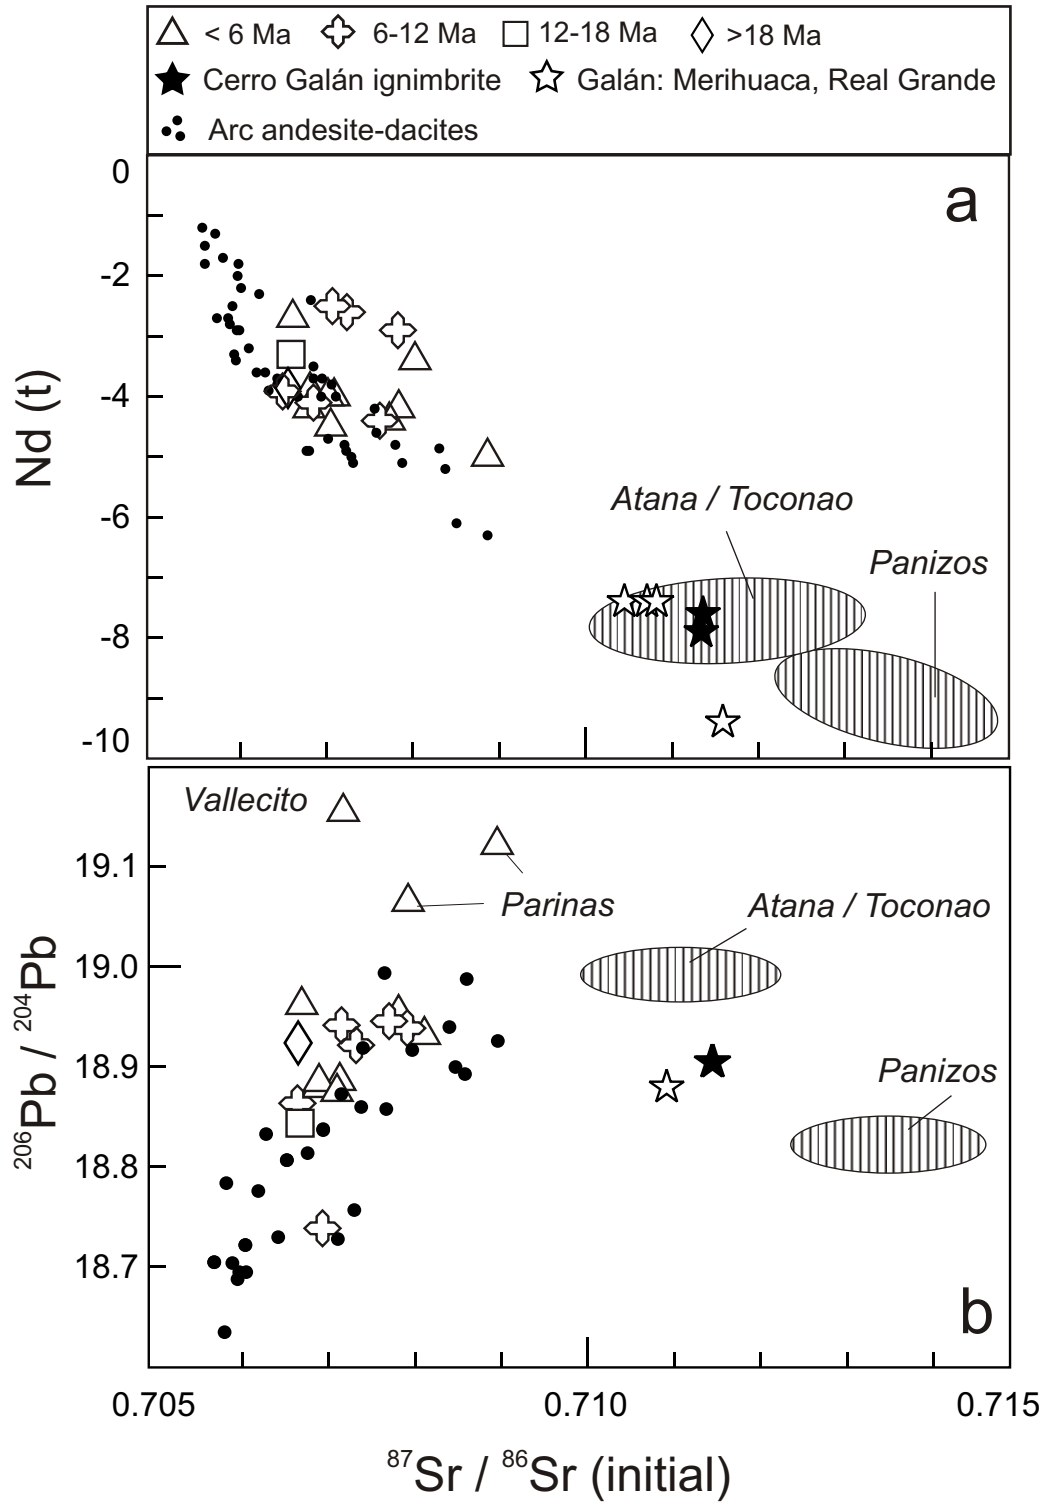 < 6 Ma 6-12 Ma 12-18 Ma >18 Ma
Cerro Galán ignimbrite Galán: Merihuaca, Real Grande
Arc andesite-dacites
a
0
-2
-4
-6
-8
-10
Nd (t)
Atana / Toconao
Panizos
Vallecito
Parinas
Atana / Toconao
Panizos
b
19.1
19.0
18.9
18.8
18.7
²⁰⁶Pb / ²⁰⁴Pb
0.705 0.710 0.715
⁸⁷Sr / ⁸⁶Sr (initial)